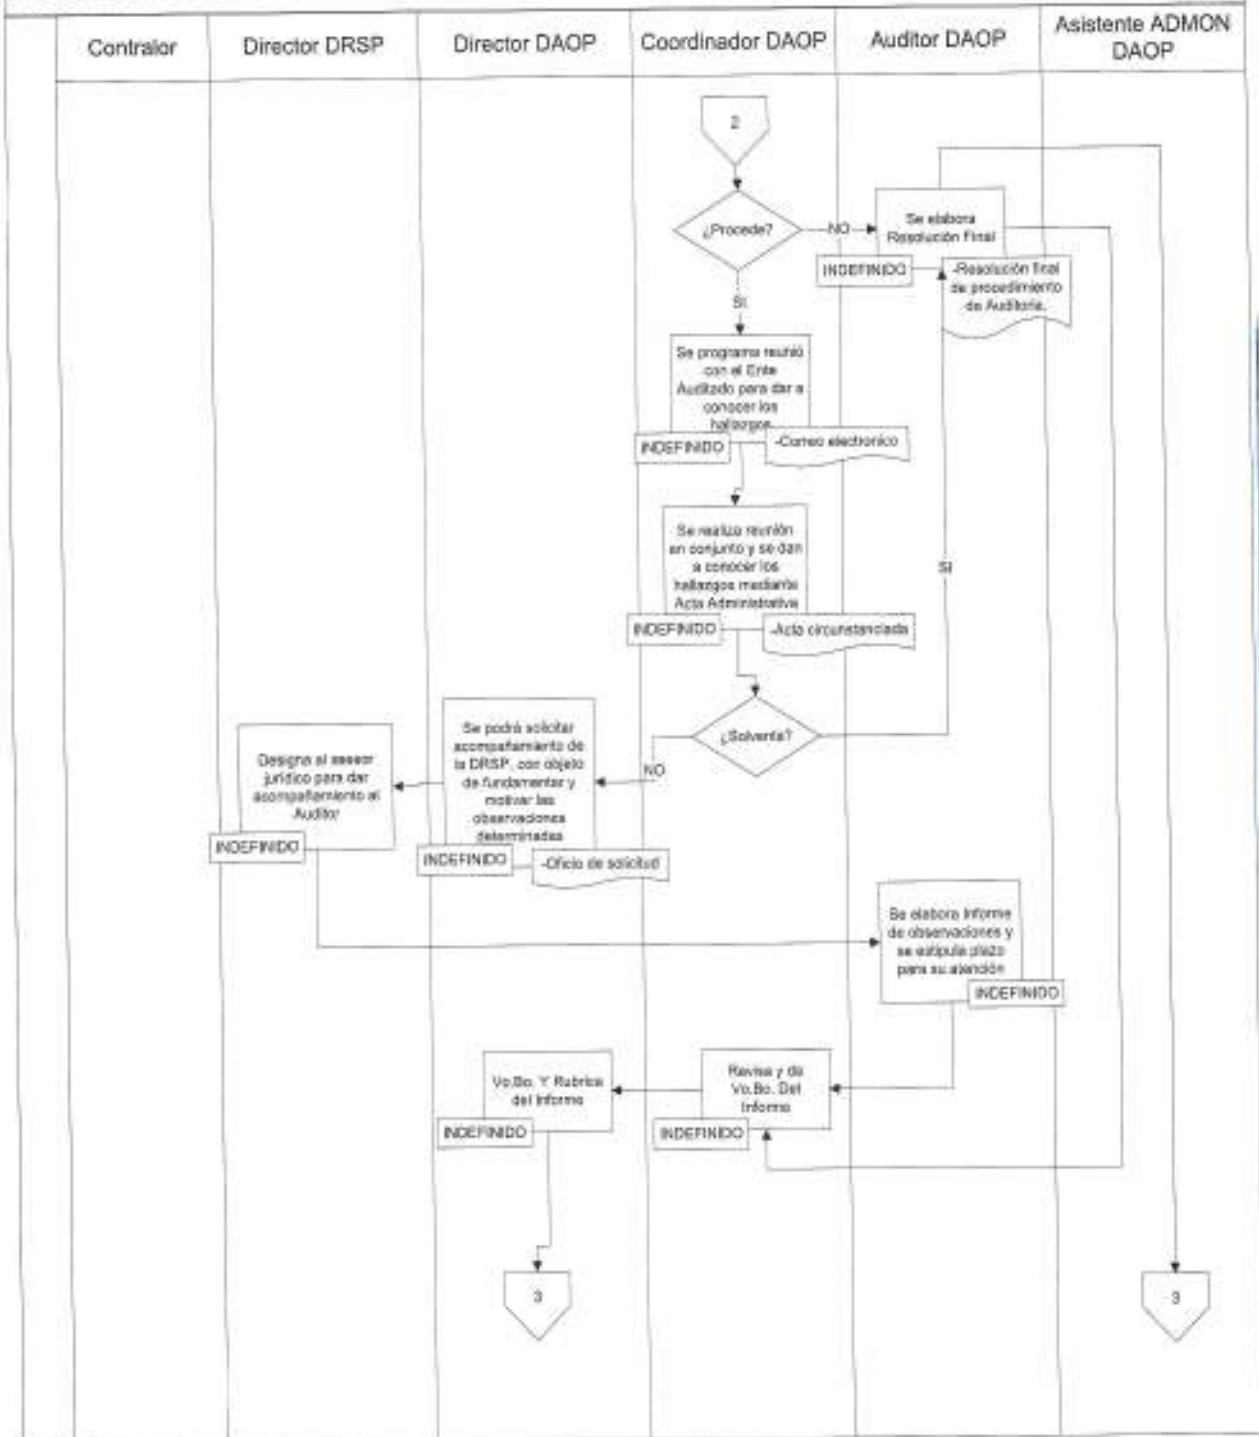 Contralor
Director DRSP
Director DAOP
Coordinador DAOP
Auditor DAOP
Asistente ADMON
DAOP
2
¿Procede?
NO
Se elabora
Resolución Final
INDEFINIDO
-Resolución final
de procedimiento
de Auditoria.
SI
Se programa reunió
con el Ente
Auditado para dar a
conocer los
hallazgos.
INDEFINIDO
-Correo electronico
Se realiza reunión
en conjunto y se dan
a conocer los
hallazgos mediante
Acta Administrativa
INDEFINIDO
-Acta circunstanciada
SI
¿Solventa?
NO
Se podrá solicitar
acompañamiento de
la DRSP, con objeto
de fundamentar y
motivar las
observaciones
determinadas
INDEFINIDO
-Oficio de solicitud
Designa al asesor
jurídico para dar
acompañamiento al
Auditor
INDEFINIDO
Se elabora Informe
de observaciones y
se estipula plazo
para su atención
INDEFINIDO
Revisa y da
Vo.Bo. Del
Informe
INDEFINIDO
Vo.Bo. Y Rubrica
del Informe
INDEFINIDO
3
3